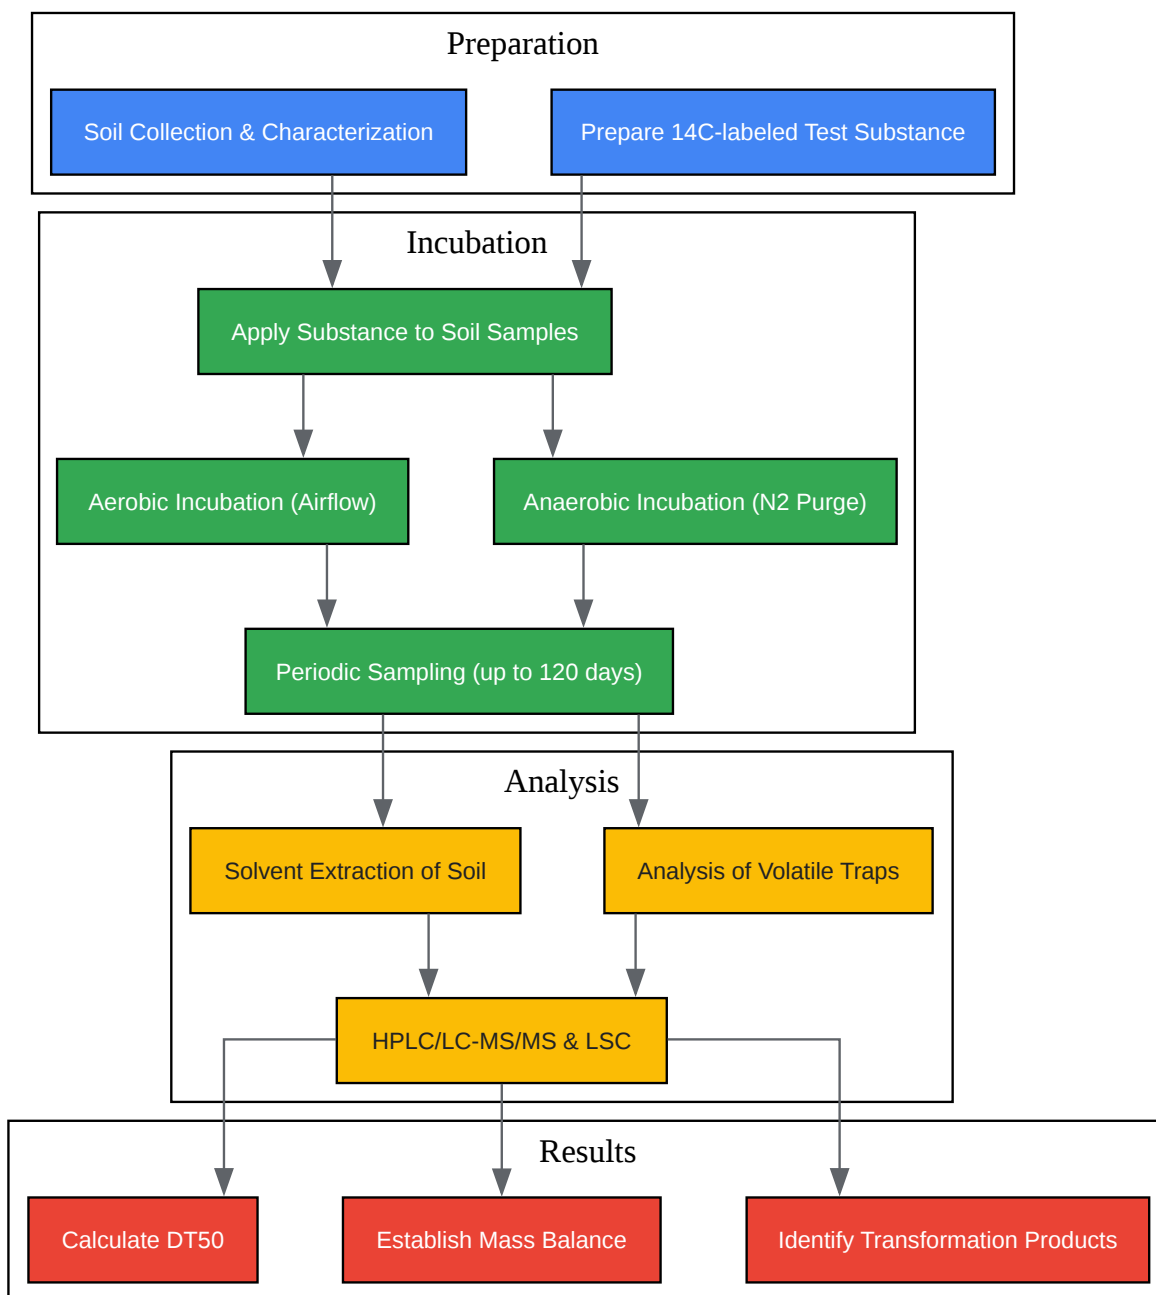 Preparation
Soil Collection & Characterization
Prepare 14C-labeled Test Substance
Incubation
Apply Substance to Soil Samples
Aerobic Incubation (Airflow)
Anaerobic Incubation (N2 Purge)
Periodic Sampling (up to 120 days)
Analysis
Solvent Extraction of Soil
Analysis of Volatile Traps
HPLC/LC-MS/MS & LSC
Results
Calculate DT50
Establish Mass Balance
Identify Transformation Products